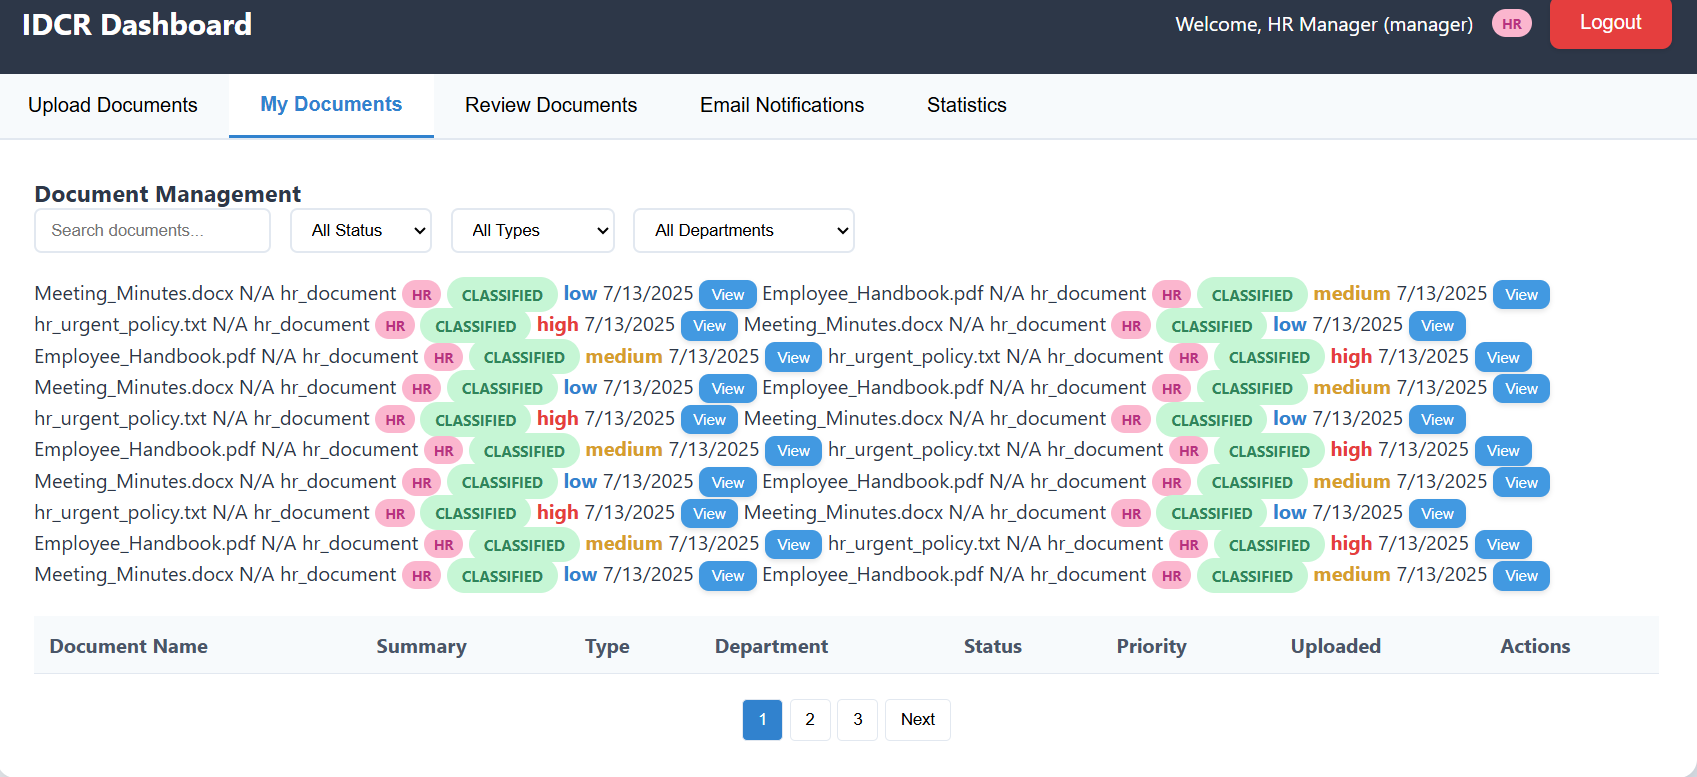 IDCR Dashboard
Welcome, HR Manager (manager) HR Logout
Upload Documents My Documents Review Documents Email Notifications Statistics
Document Management
Search documents... All Status All Types All Departments
Meeting_Minutes.docx N/A hr_document HR CLASSIFIED low 7/13/2025 View Employee_Handbook.pdf N/A hr_document HR CLASSIFIED medium 7/13/2025 View
hr_urgent_policy.txt N/A hr_document HR CLASSIFIED high 7/13/2025 View Meeting_Minutes.docx N/A hr_document HR CLASSIFIED low 7/13/2025 View
Employee_Handbook.pdf N/A hr_document HR CLASSIFIED medium 7/13/2025 View hr_urgent_policy.txt N/A hr_document HR CLASSIFIED high 7/13/2025 View
Meeting_Minutes.docx N/A hr_document HR CLASSIFIED low 7/13/2025 View Employee_Handbook.pdf N/A hr_document HR CLASSIFIED medium 7/13/2025 View
hr_urgent_policy.txt N/A hr_document HR CLASSIFIED high 7/13/2025 View Meeting_Minutes.docx N/A hr_document HR CLASSIFIED low 7/13/2025 View
Employee_Handbook.pdf N/A hr_document HR CLASSIFIED medium 7/13/2025 View hr_urgent_policy.txt N/A hr_document HR CLASSIFIED high 7/13/2025 View
Meeting_Minutes.docx N/A hr_document HR CLASSIFIED low 7/13/2025 View Employee_Handbook.pdf N/A hr_document HR CLASSIFIED medium 7/13/2025 View
hr_urgent_policy.txt N/A hr_document HR CLASSIFIED high 7/13/2025 View Meeting_Minutes.docx N/A hr_document HR CLASSIFIED low 7/13/2025 View
Employee_Handbook.pdf N/A hr_document HR CLASSIFIED medium 7/13/2025 View hr_urgent_policy.txt N/A hr_document HR CLASSIFIED high 7/13/2025 View
Meeting_Minutes.docx N/A hr_document HR CLASSIFIED low 7/13/2025 View Employee_Handbook.pdf N/A hr_document HR CLASSIFIED medium 7/13/2025 View
Document Name Summary Type Department Status Priority Uploaded Actions
1 2 3 Next